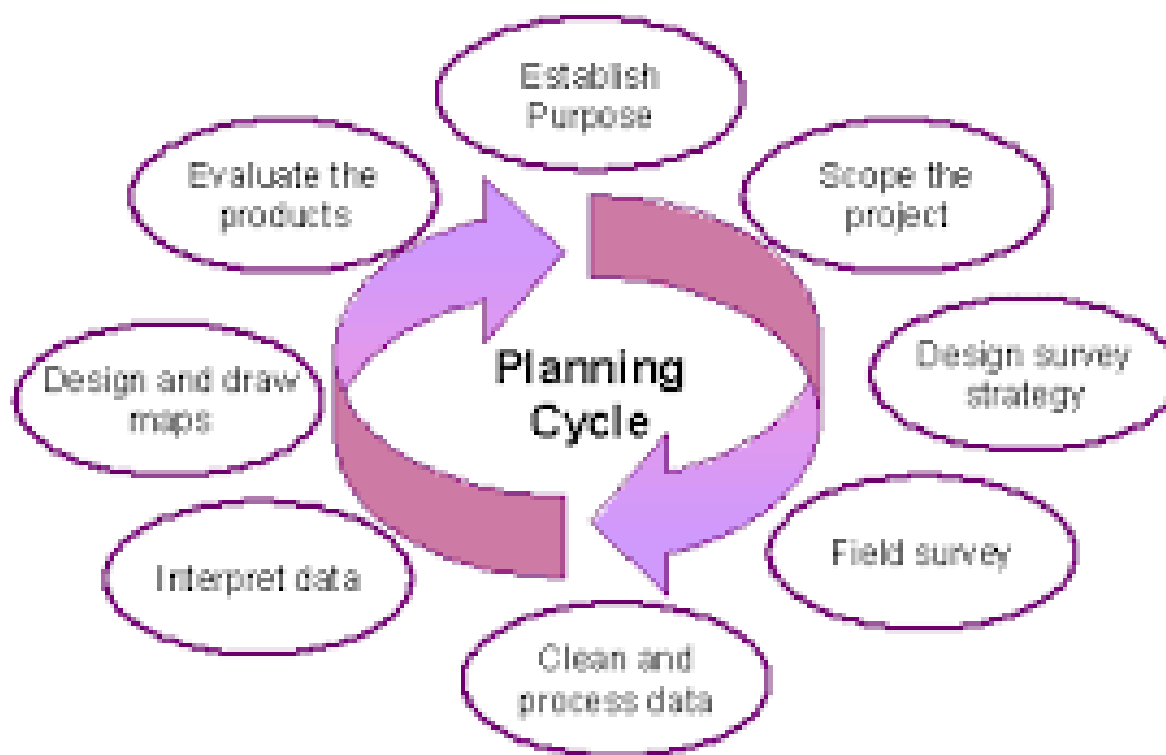 Establish
Purpose
Scope the
project
Design survey
strategy
Field survey
Clean and
process data
Interpret data
Design and draw
maps
Evaluate the
products
Planning
Cycle